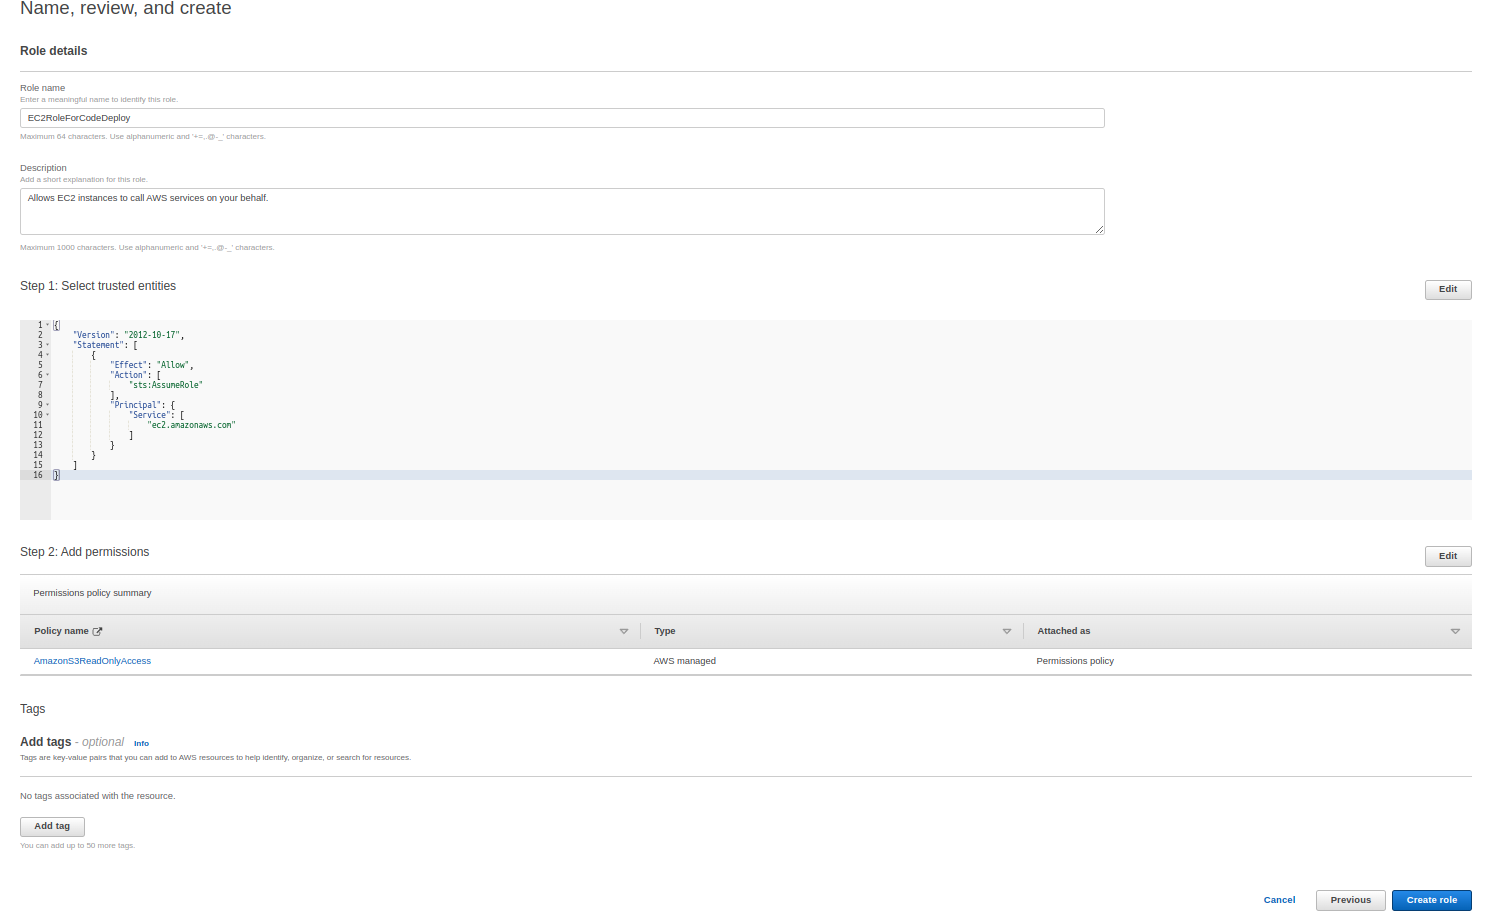 Name, review, and create
Role details
Role name
Enter a meaningful name to identify this role.
EC2RoleForCodeDeploy
Maximum 64 characters. Use alphanumeric and '+=,.@-_' characters.
Description
Add a short explanation for this role.
Allows EC2 instances to call AWS services on your behalf.
Maximum 1000 characters. Use alphanumeric and '+=,.@-_' characters.
Step 1: Select trusted entities
Edit
1 {
2 "Version": "2012-10-17",
3 "Statement": [
4 {
5 "Effect": "Allow",
6 "Action": [
7 "sts:AssumeRole"
8 ],
9 "Principal": {
10 "Service": [
11 "ec2.amazonaws.com"
12 ]
13 }
14 }
15 ]
16 }
Step 2: Add permissions
Edit
Permissions policy summary
Policy name Type Attached as
AmazonS3ReadOnlyAccess AWS managed Permissions policy
Tags
Add tags - optional Info
Tags are key-value pairs that you can add to AWS resources to help identify, organize, or search for resources.
No tags associated with the resource.
Add tag
You can add up to 50 more tags.
Cancel Previous Create role